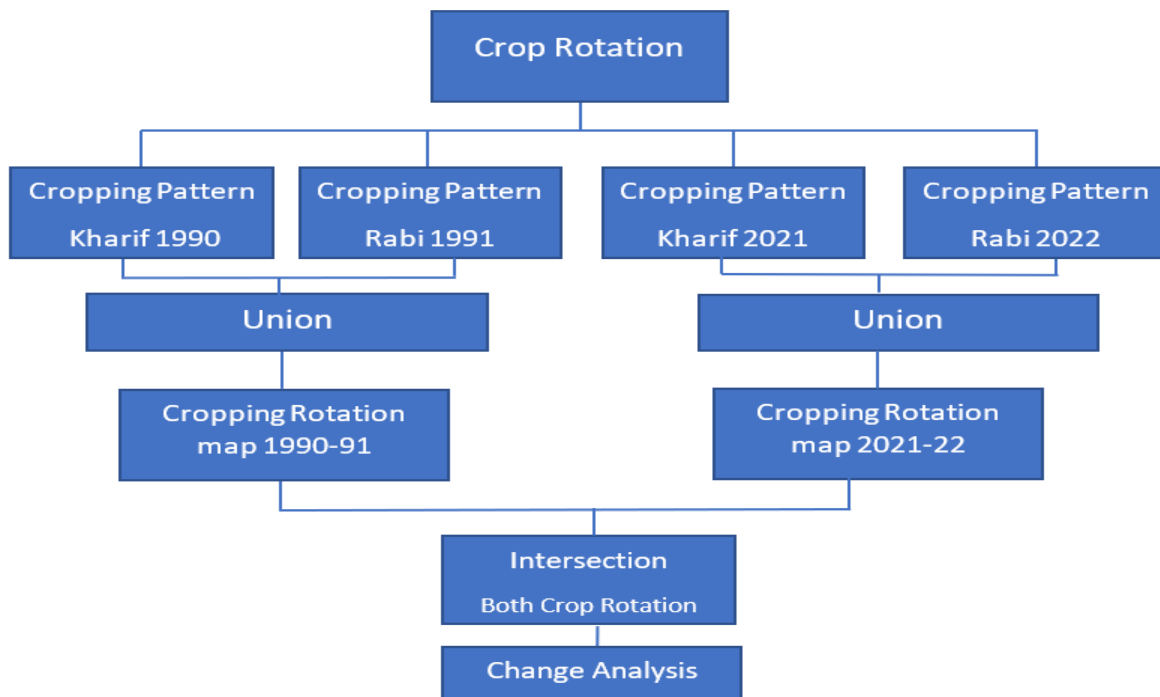 Crop Rotation
Cropping Pattern
Kharif 1990
Cropping Pattern
Rabi 1991
Cropping Pattern
Kharif 2021
Cropping Pattern
Rabi 2022
Union
Union
Cropping Rotation
map 1990-91
Cropping Rotation
map 2021-22
Intersection
Both Crop Rotation
Change Analysis